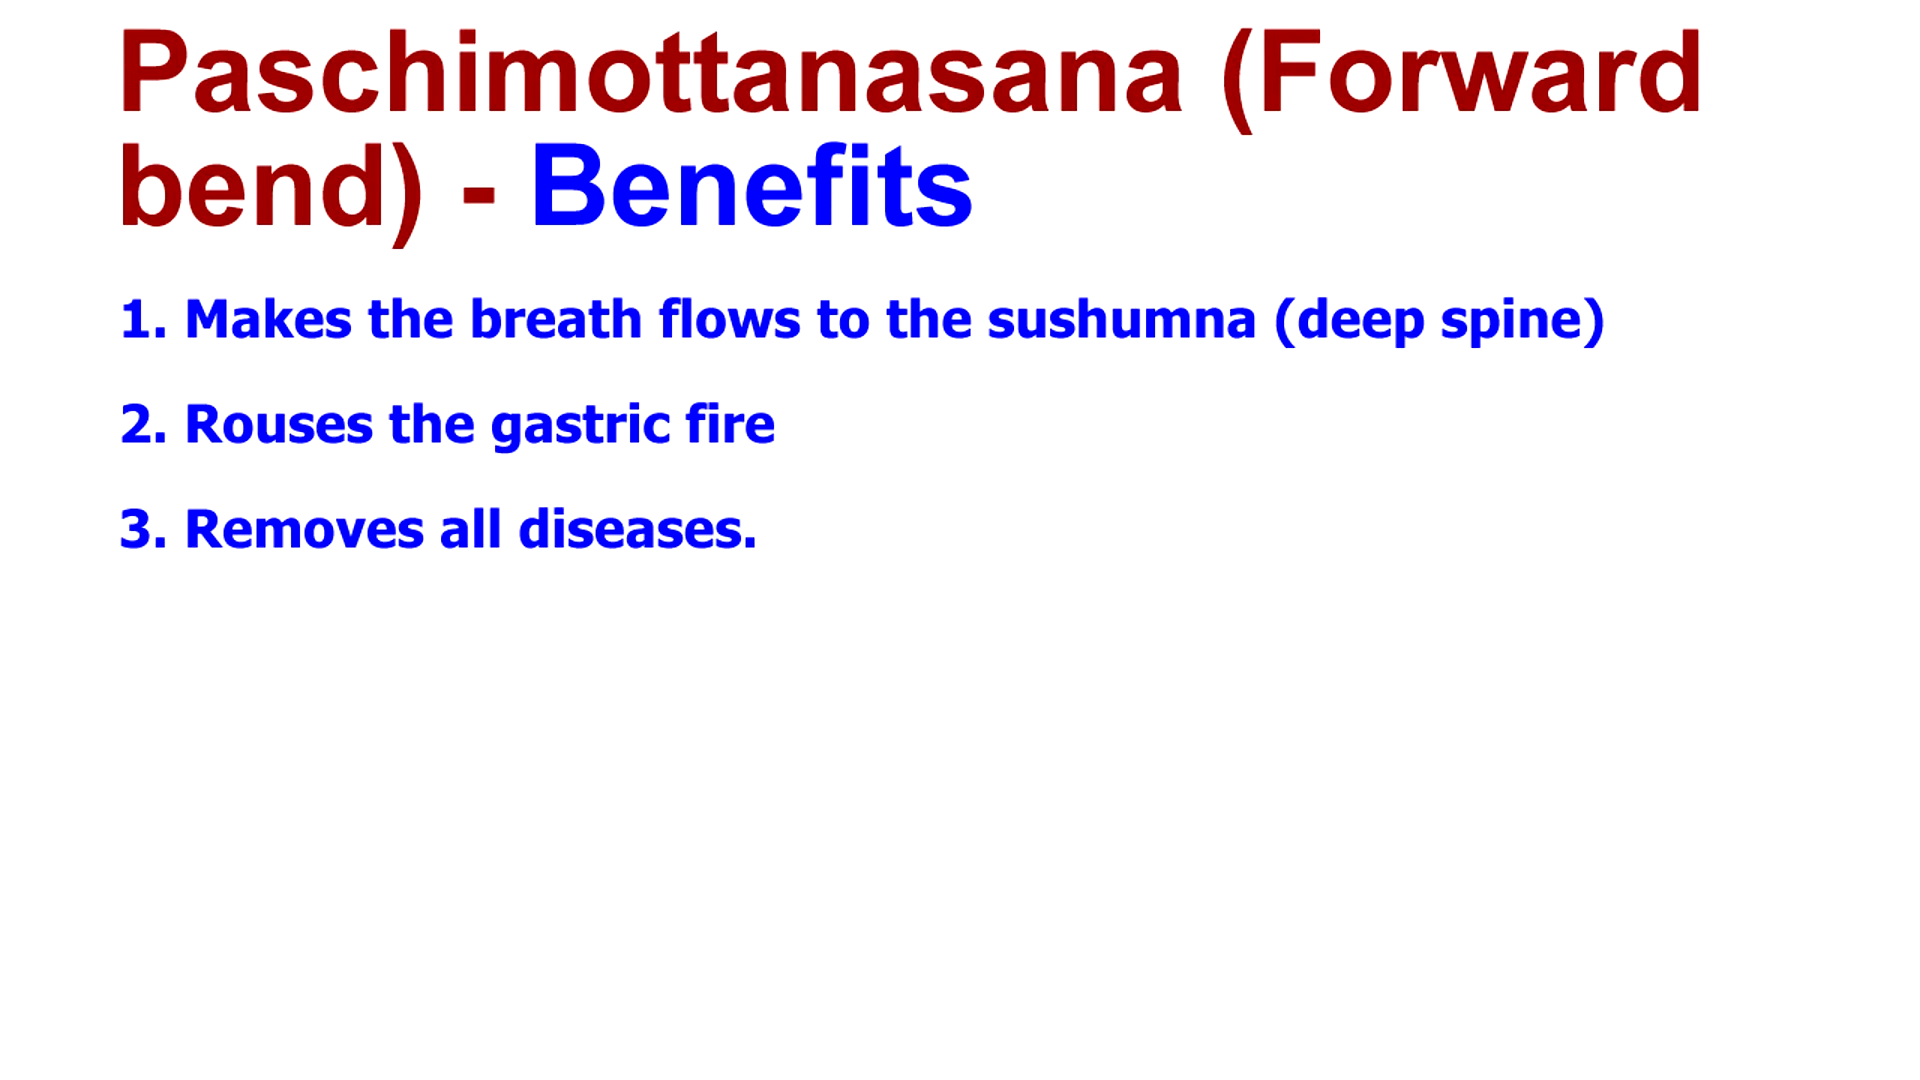 Paschimottanasana (Forward
bend) - Benefits
1. Makes the breath flows to the sushumna (deep spine)
2. Rouses the gastric fire
3. Removes all diseases.